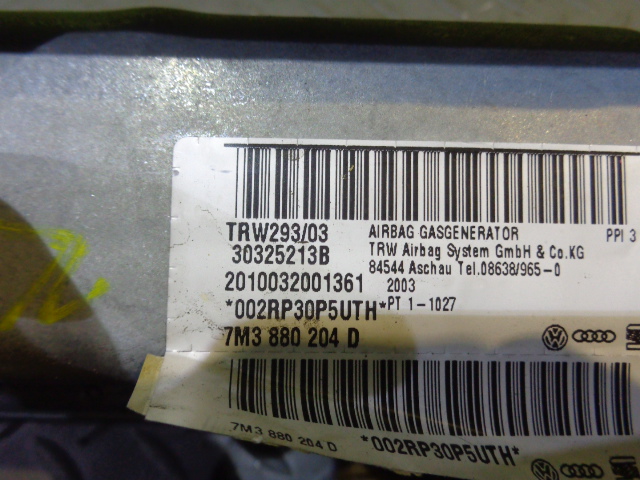 TRW293/03 AIRBAG GASGENERATOR PPI 3
30325213B TRW Airbag System GmbH & Co.KG
84544 Aschau Tel.08638/965-0
2010032001361 2003
*002RP30P5UTH* PT 1-1027
7M3 880 204 D
7M3 880 204 D *002RP30P5UTH*